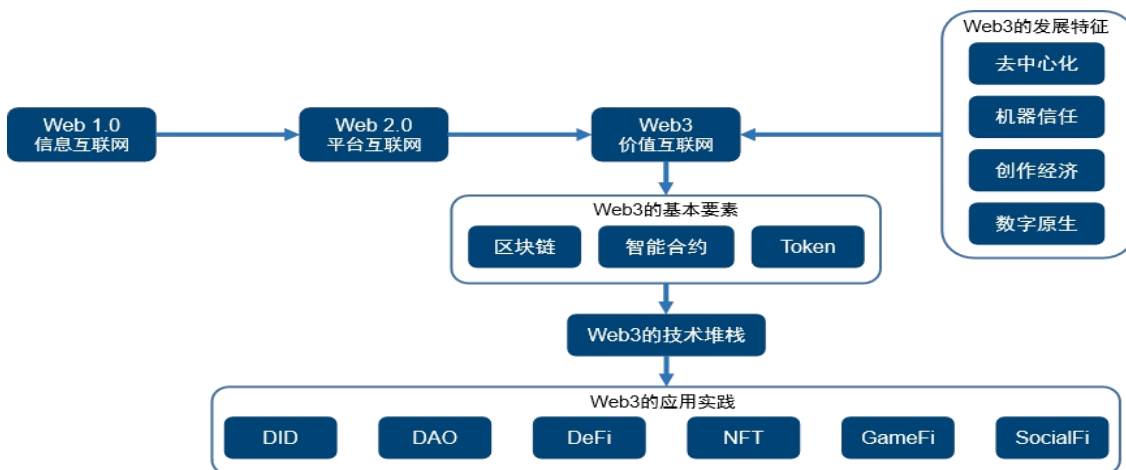 Web3的发展特征
去中心化
机器信任
创作经济
数字原生
Web 1.0
信息互联网
Web 2.0
平台互联网
Web3
价值互联网
Web3的基本要素
区块链
智能合约
Token
Web3的技术堆栈
Web3的应用实践
DID
DAO
DeFi
NFT
GameFi
SocialFi